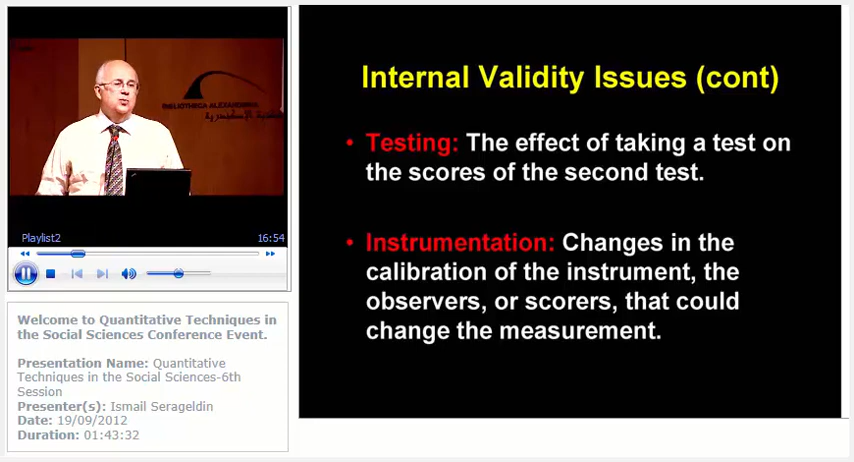 BIBLIOTHECA ALEXANDRINA
Playlist2
16:54
Welcome to Quantitative Techniques in
the Social Sciences Conference Event.
Presentation Name: Quantitative
Techniques in the Social Sciences-6th
Session
Presenter(s): Ismail Serageldin
Date: 19/09/2012
Duration: 01:43:32
Internal Validity Issues (cont)
• Testing: The effect of taking a test on
the scores of the second test.
• Instrumentation: Changes in the
calibration of the instrument, the
observers, or scorers, that could
change the measurement.